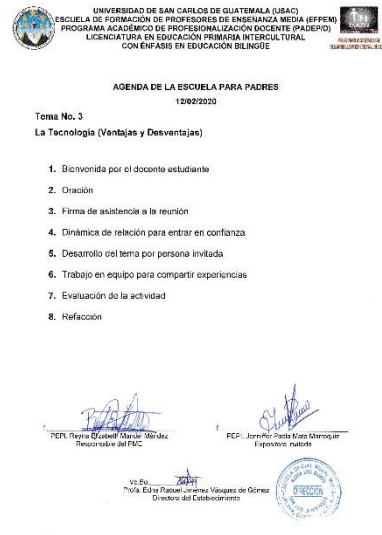 UNIVERSIDAD DE SAN CARLOS DE GUATEMALA (USAC)
ESCUELA DE FORMACIÓN DE PROFESORES DE ENSEÑANZA MEDIA (EFPEM)
PROGRAMA ACADÉMICO DE PROFESIONALIZACIÓN DOCENTE (PADEP/D)
LICENCIATURA EN EDUCACIÓN PRIMARIA INTERCULTURAL
CON ÉNFASIS EN EDUCACIÓN BILINGÜE
AGENDA DE LA ESCUELA PARA PADRES
12/02/2020
Tema No. 3
La Tecnología (Ventajas y Desventajas)
1. Bienvenida por el docente estudiante
2. Oración
3. Firma de asistencia a la reunión
4. Dinámica de relación para entrar en confianza
5. Desarrollo del tema por persona invitada
6. Trabajo en equipo para compartir experiencias
7. Evaluación de la actividad
8. Refacción
PEPI. Reyna Elizabeth Méndez
Responsable del PME
PEPI. Jenniffer Paola Mata Marroquin
Expositora invitada
Vo.Bo.
Profa. Edna Raquel Jiménez Vásquez de Gómez
Directora del Establecimiento
DIRECCION